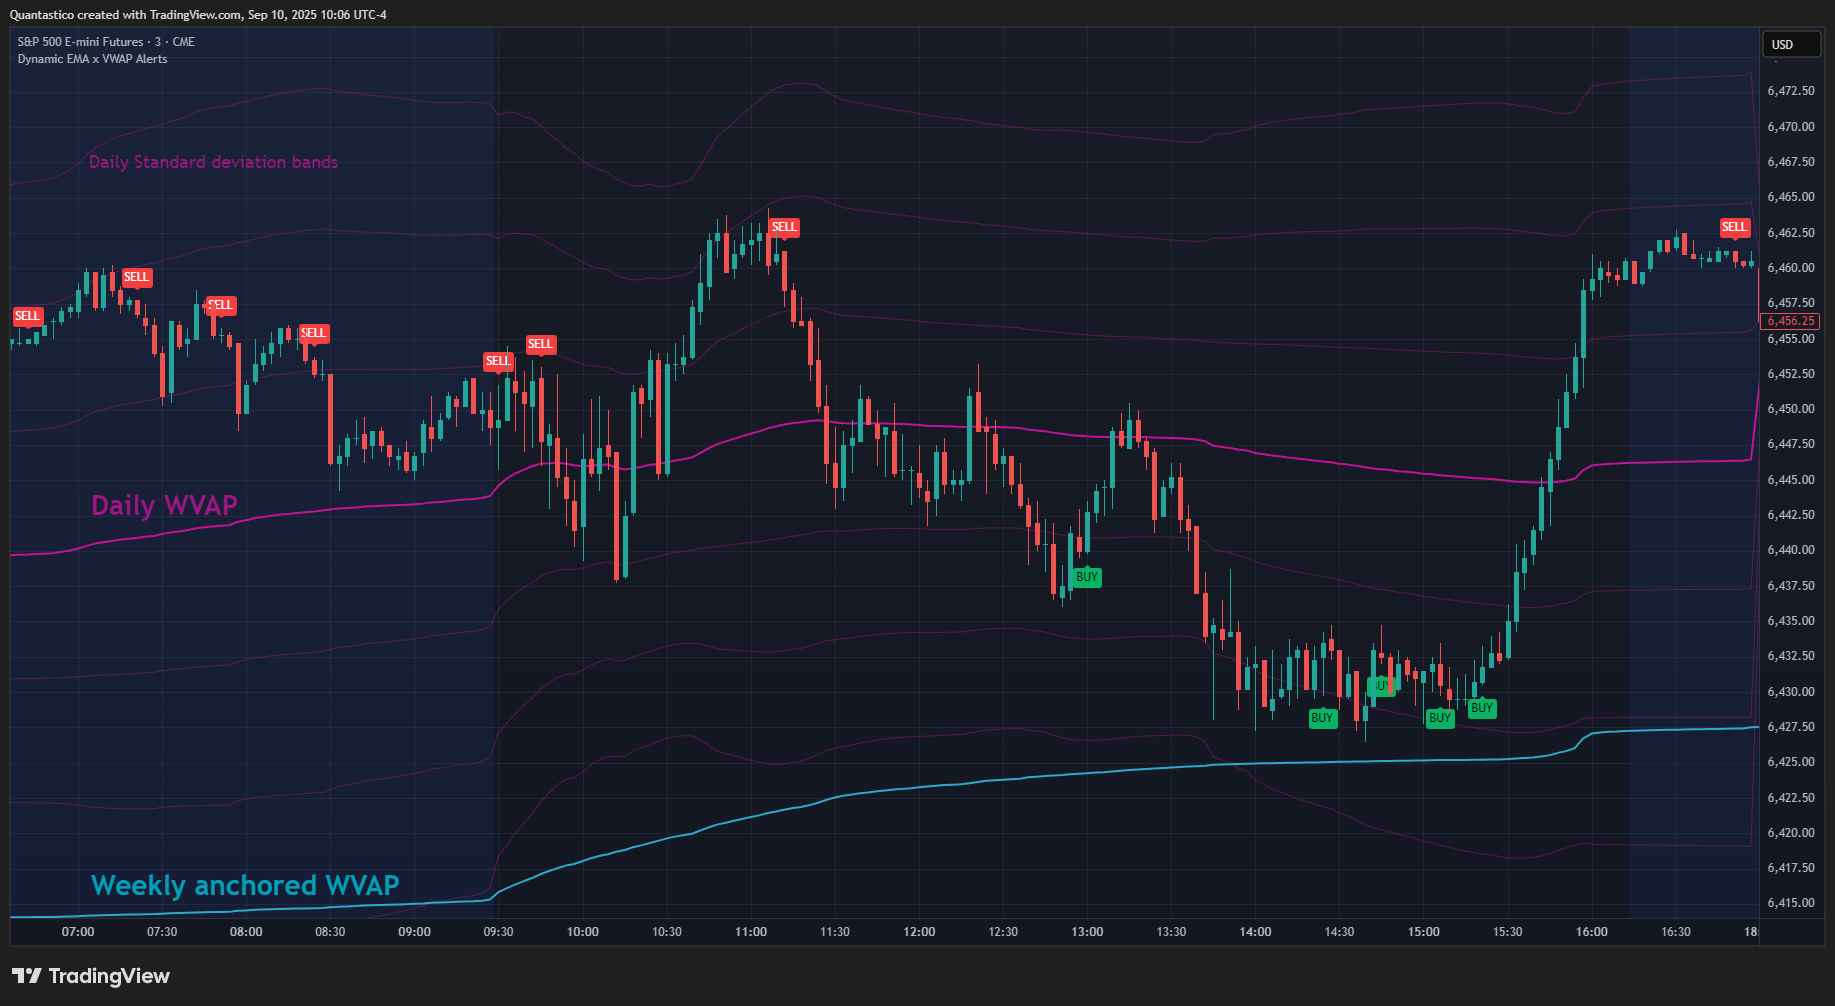 Quantastico created with TradingView.com, Sep 10, 2025 10:06 UTC-4
S&P 500 E-mini Futures · 3 · CME
Dynamic EMA x VWAP Alerts
USD
6,472.50
6,470.00
6,467.50
6,465.00
6,462.50
6,460.00
6,457.50
6,456.25
6,455.00
6,452.50
6,450.00
6,447.50
6,445.00
6,442.50
6,440.00
6,437.50
6,435.00
6,432.50
6,430.00
6,427.50
6,425.00
6,422.50
6,420.00
6,417.50
6,415.00
Daily Standard deviation bands
SELL
SELL
SELL
SELL
SELL
SELL
SELL
SELL
Daily WVAP
BUY
BUY
BUY
BUY
BUY
Weekly anchored WVAP
07:00 07:30 08:00 08:30 09:00 09:30 10:00 10:30 11:00 11:30 12:00 12:30 13:00 13:30 14:00 14:30 15:00 15:30 16:00 16:30 18:
TradingView